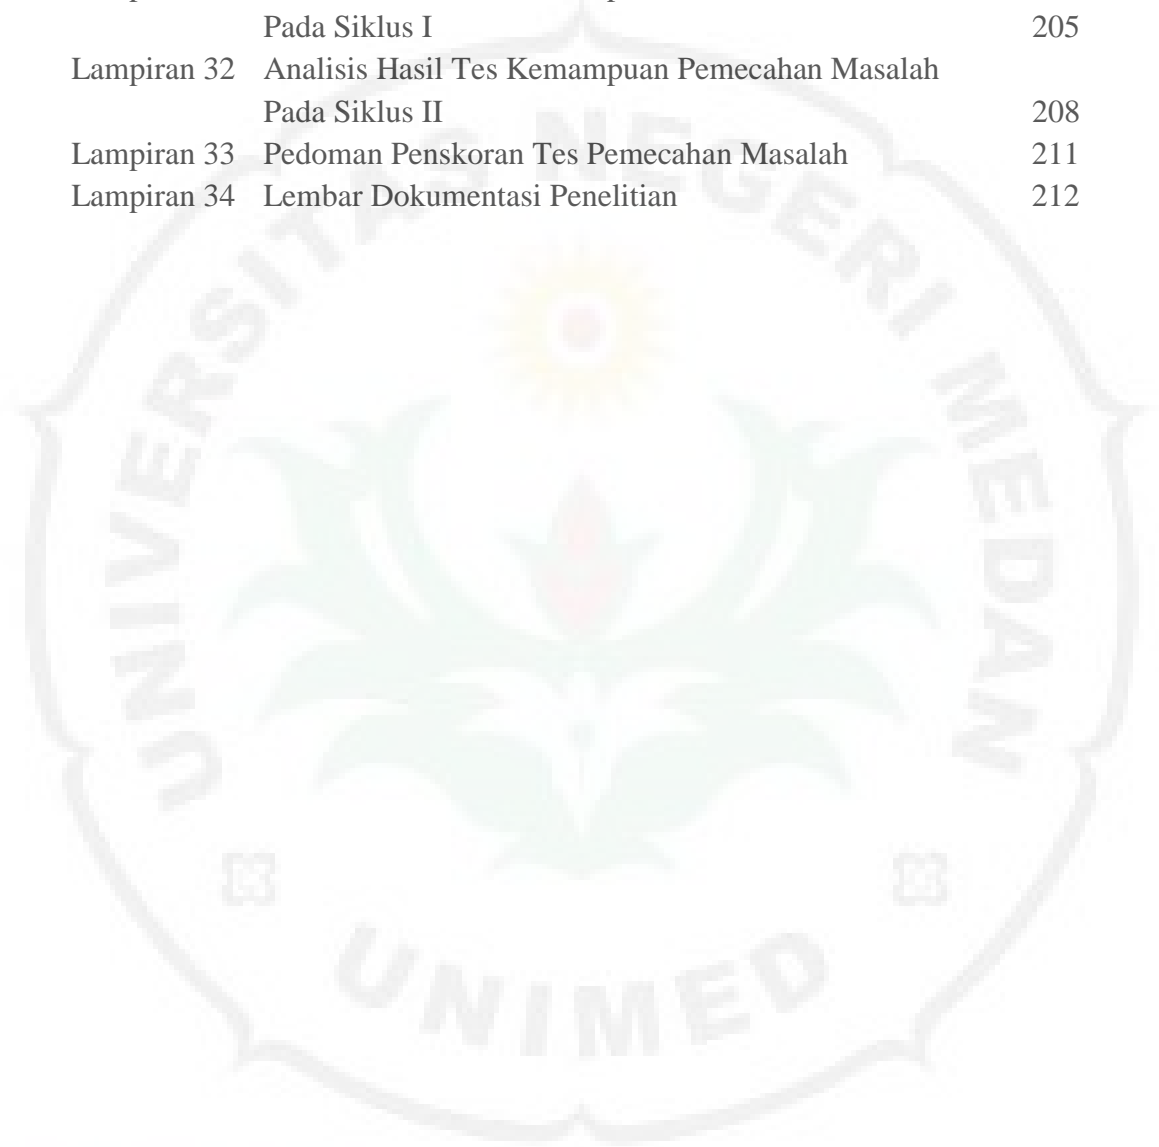 Pada Siklus I 205
Lampiran 32 Analisis Hasil Tes Kemampuan Pemecahan Masalah
Pada Siklus II 208
Lampiran 33 Pedoman Penskoran Tes Pemecahan Masalah 211
Lampiran 34 Lembar Dokumentasi Penelitian 212
UNIVERSITAS NEGERI MEDAN
UNIMED